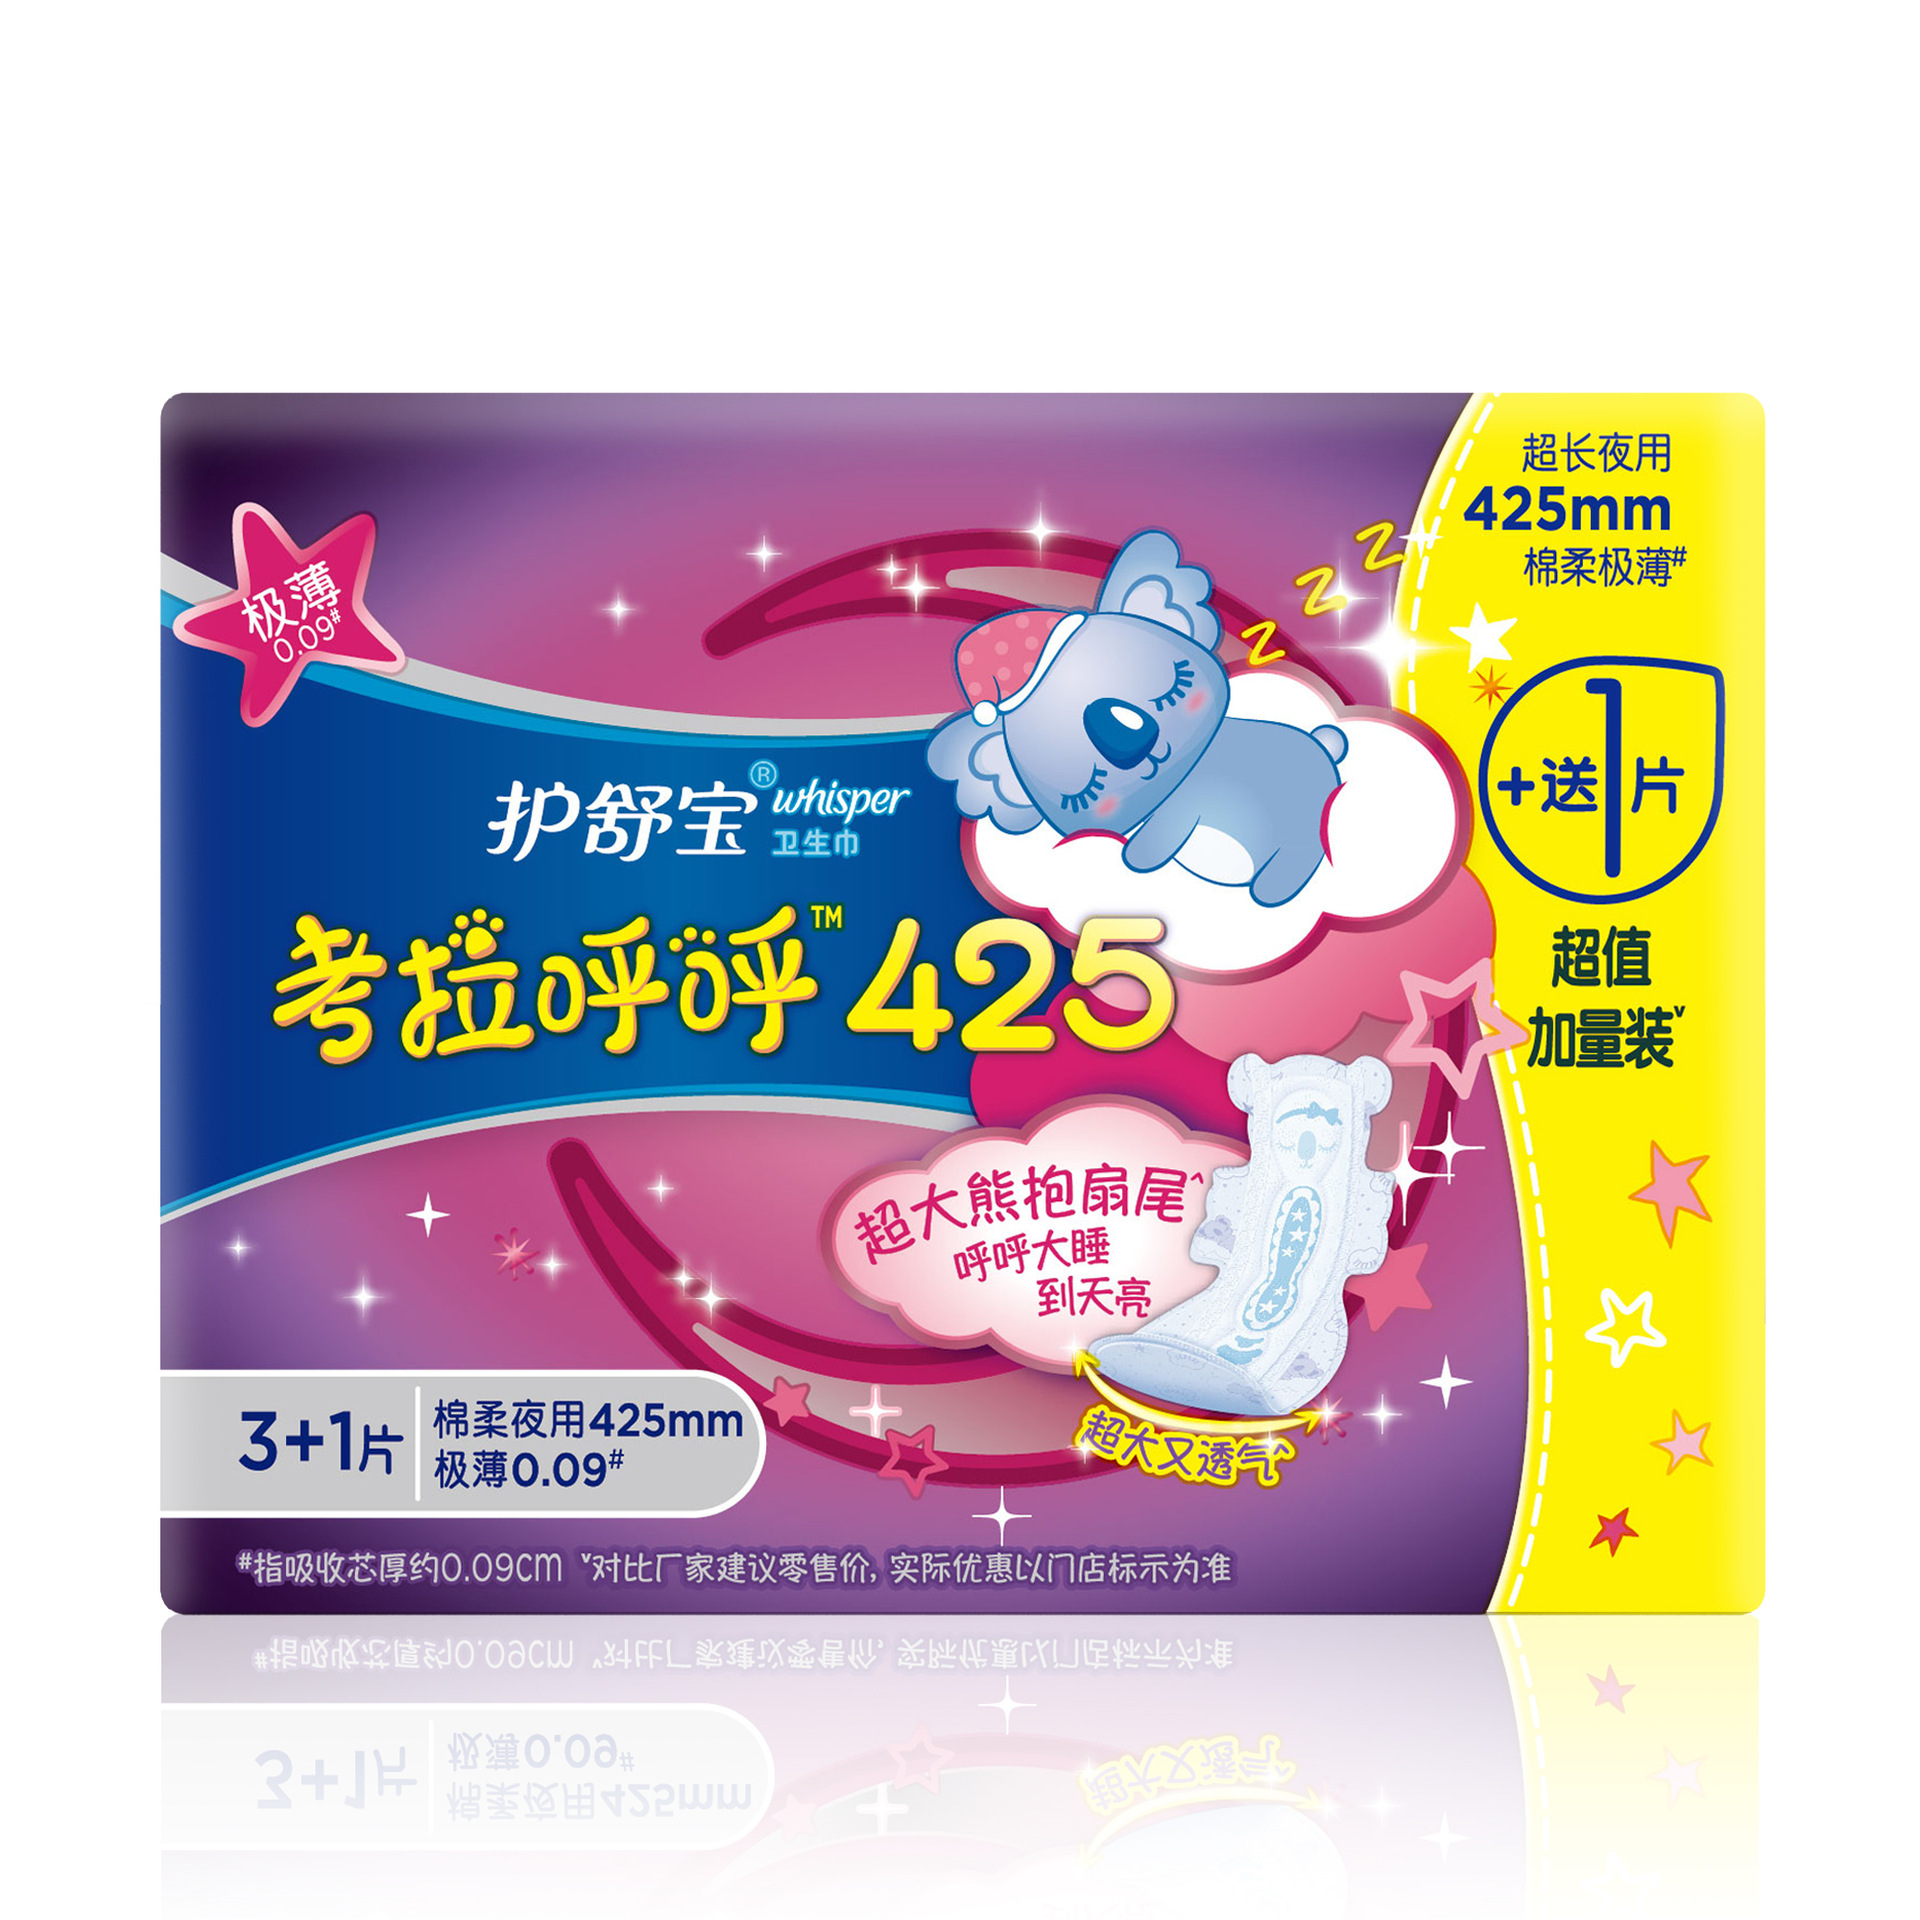 超长夜用
425mm
棉柔极薄#
极薄
0.09#
+送1片
护舒宝®whisper
卫生巾
考拉呼呼™425
超值
加量装ˇ
zzz
超大熊抱扇尾^
呼呼大睡
到天亮
超大又透气^
3+1片
棉柔夜用425mm
极薄0.09#
#指吸收芯厚约0.09cm ˇ对比厂家建议零售价,实际优惠以门店标示为准